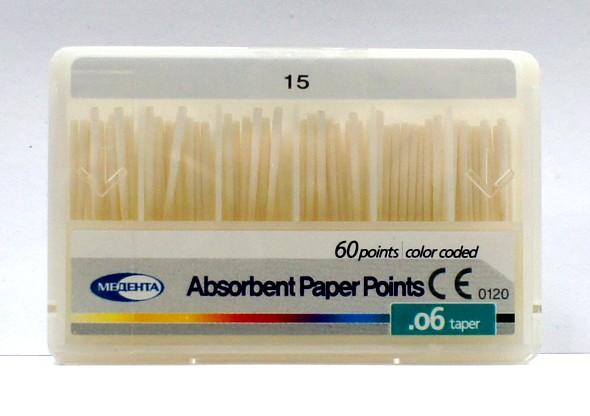 15
60 points color coded
МЕДЕНТА
Absorbent Paper Points CE 0120
.06 taper